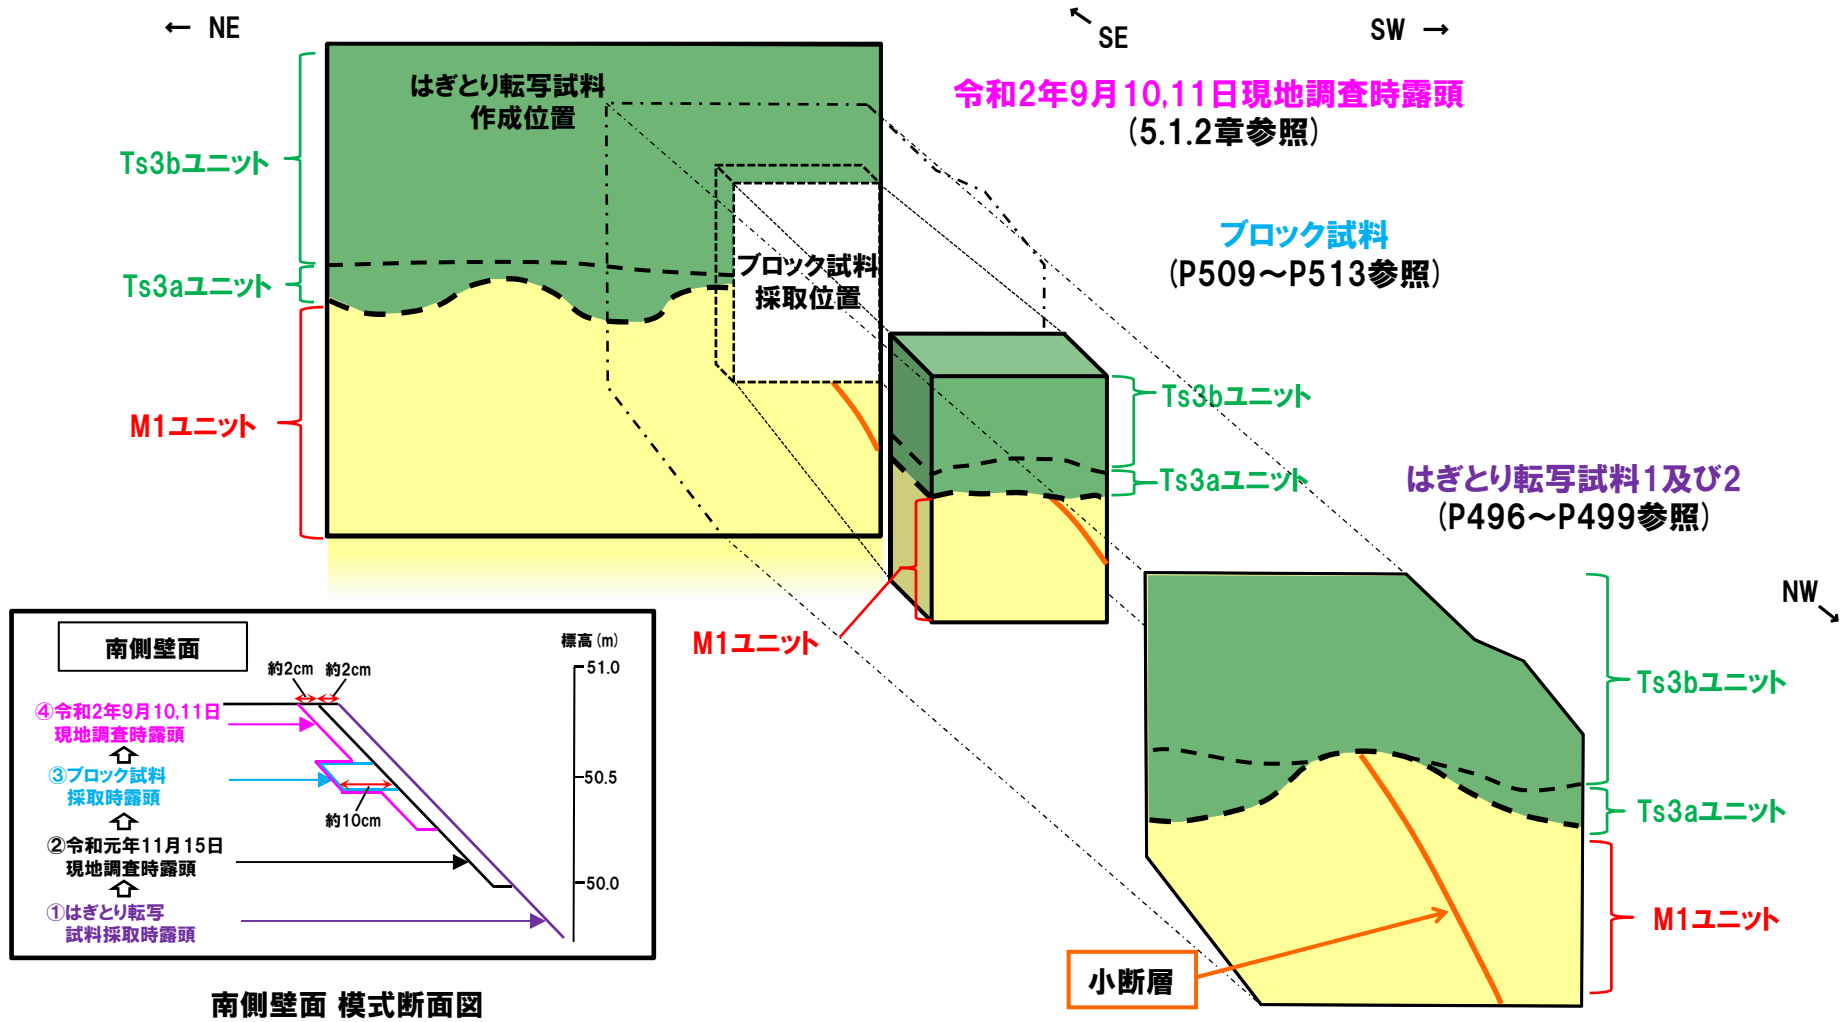 ← NE
SE
SW →
はぎとり転写試料
作成位置
令和2年9月10,11日現地調査時露頭
(5.1.2章参照)
Ts3bユニット
ブロック試料
(P509～P513参照)
ブロック試料
採取位置
Ts3aユニット
M1ユニット
Ts3bユニット
Ts3aユニット
M1ユニット
はぎとり転写試料1及び2
(P496～P499参照)
NW
Ts3bユニット
Ts3aユニット
M1ユニット
小断層
南側壁面
標高(m)
約2cm 約2cm
51.0
50.5
50.0
④令和2年9月10,11日
現地調査時露頭
③ブロック試料
採取時露頭
約10cm
②令和元年11月15日
現地調査時露頭
①はぎとり転写
試料採取時露頭
南側壁面 模式断面図